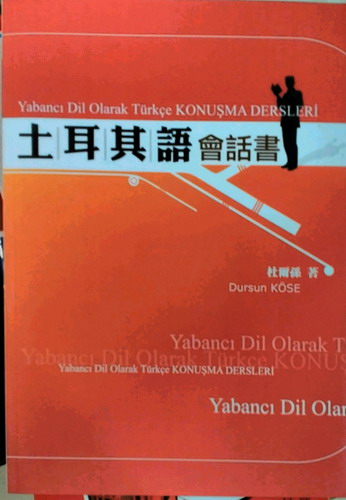 Yabancı Dil Olarak Türkçe KONUŞMA DERSLERİ
土耳其語會話書
杜爾孫 著
Dursun KÖSE
Yabancı Dil Olarak T
Yabancı Dil Olarak Türkçe KONUŞ
Yabancı Dil Olarak Türkçe KONUŞMA DERSLERİ
Yabancı Dil Olar